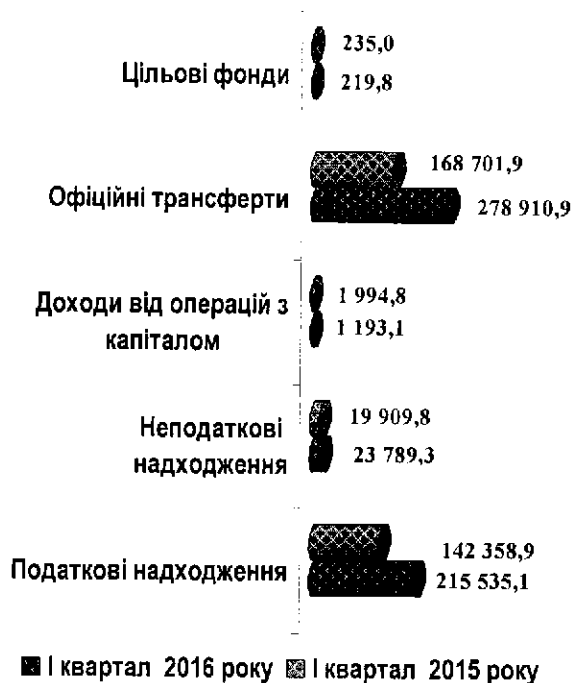 235,0
Цільові фонди
219,8
168 701,9
Офіційні трансферти
278 910,9
Доходи від операцій з
капіталом
1 994,8
1 193,1
Неподаткові
надходження
19 909,8
23 789,3
142 358,9
Податкові надходження
215 535,1
І квартал 2016 року І квартал 2015 року